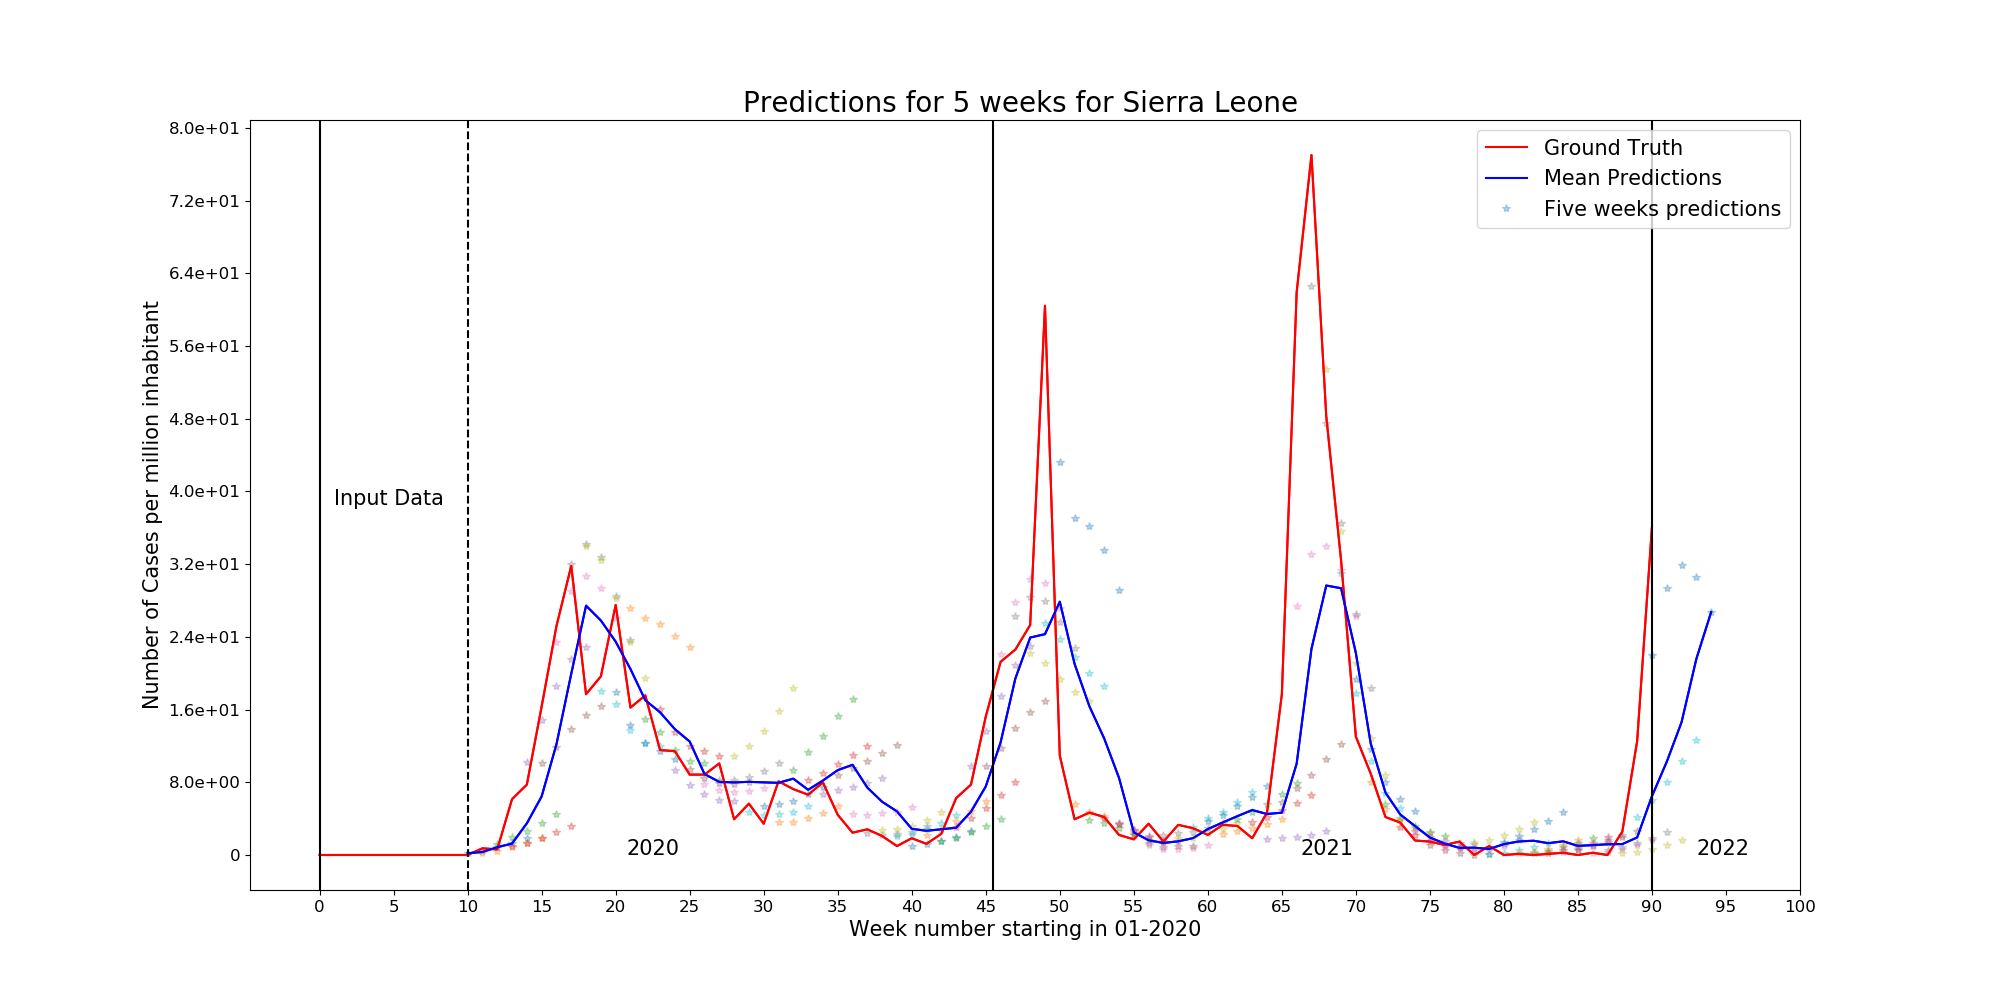 Predictions for 5 weeks for Sierra Leone
8.0e+01
7.2e+01
6.4e+01
5.6e+01
4.8e+01
4.0e+01
3.2e+01
2.4e+01
1.6e+01
8.0e+00
0
Number of Cases per million inhabitant
Ground Truth
Mean Predictions
Five weeks predictions
Input Data
2020
2021
2022
0 5 10 15 20 25 30 35 40 45 50 55 60 65 70 75 80 85 90 95 100
Week number starting in 01-2020